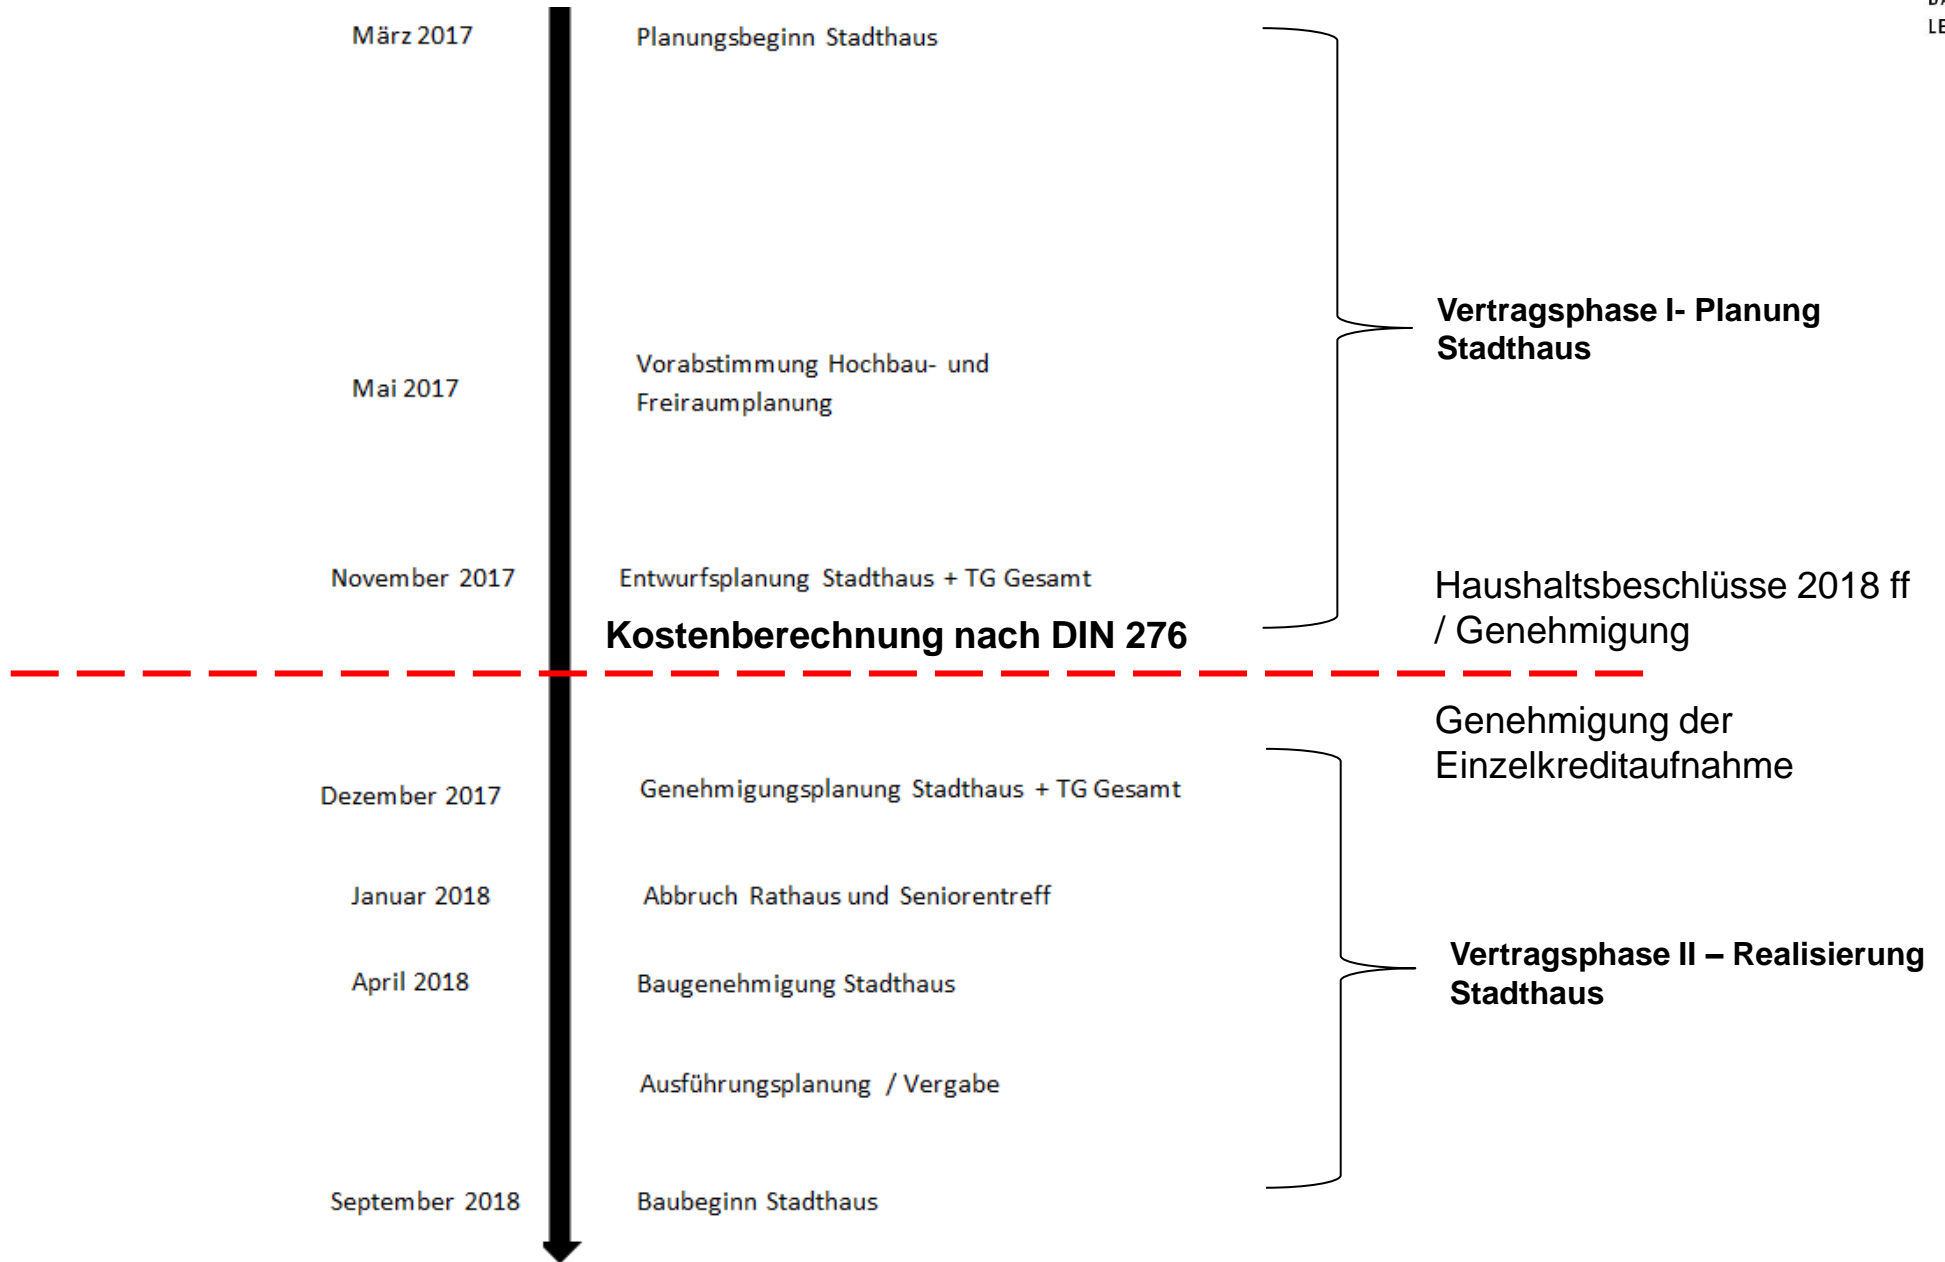 März 2017
Planungsbeginn Stadthaus
LE
Vertragsphase I- Planung
Stadthaus
Mai 2017
Vorabstimmung Hochbau- und
Freiraumplanung
November 2017
Entwurfsplanung Stadthaus + TG Gesamt
Kostenberechnung nach DIN 276
Haushaltsbeschlüsse 2018 ff
/ Genehmigung
Genehmigung der
Einzelkreditaufnahme
Dezember 2017
Genehmigungsplanung Stadthaus + TG Gesamt
Januar 2018
Abbruch Rathaus und Seniorentreff
April 2018
Baugenehmigung Stadthaus
Vertragsphase II – Realisierung
Stadthaus
Ausführungsplanung / Vergabe
September 2018
Baubeginn Stadthaus